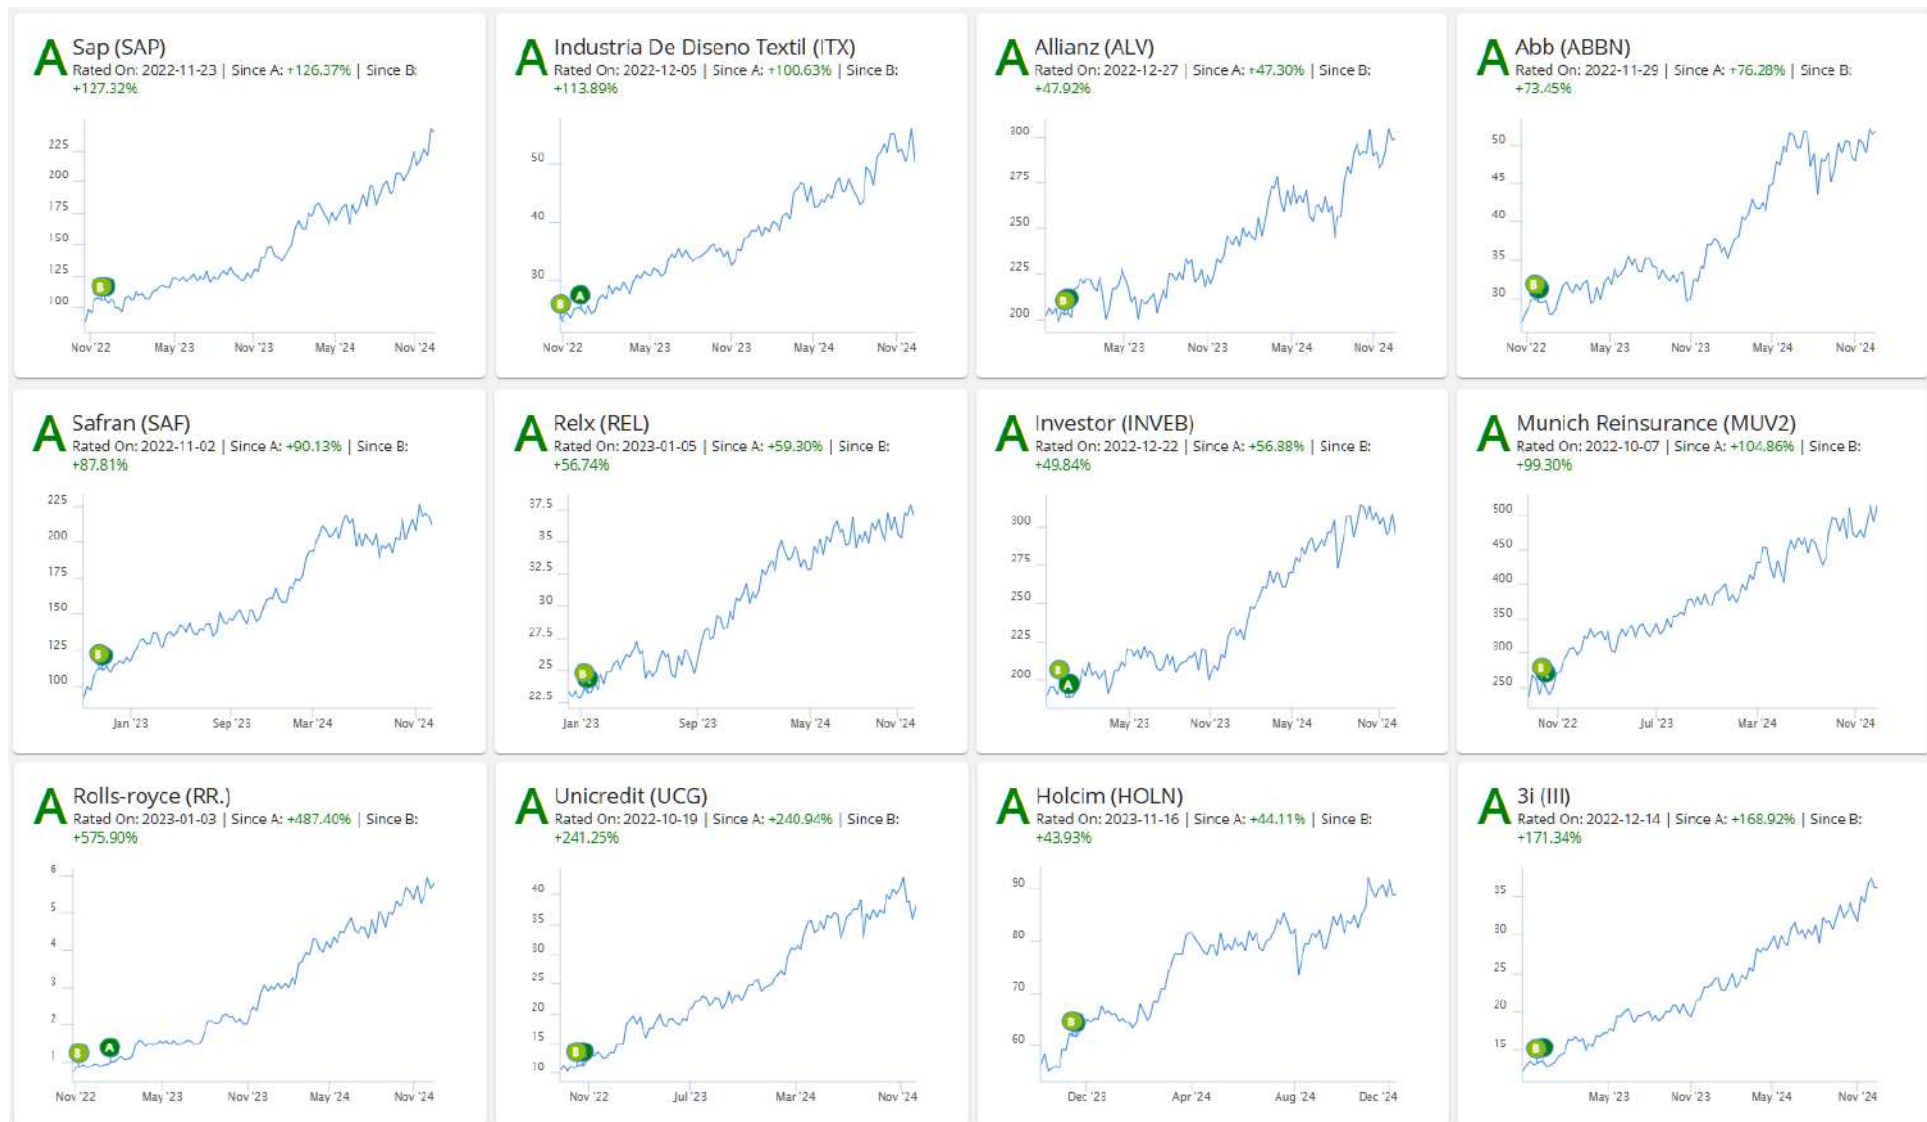 A
Sap (SAP)
Rated On: 2022-11-23 | Since A: +126.37% | Since B:
+127.32%
225
200
175
150
125
100
B
Nov '22 May '23 Nov '23 May '24 Nov '24
A
Industria De Diseno Textil (ITX)
Rated On: 2022-12-05 | Since A: +100.63% | Since B:
+113.89%
50
40
30
B A
Nov '22 May '23 Nov '23 May '24 Nov '24
A
Allianz (ALV)
Rated On: 2022-12-27 | Since A: +47.30% | Since B:
+47.92%
300
275
250
225
200
B
May '23 Nov '23 May '24 Nov '24
A
Abb (ABBN)
Rated On: 2022-11-29 | Since A: +76.28% | Since B:
+73.45%
50
45
40
35
30
B
Nov '22 May '23 Nov '23 May '24 Nov '24
A
Safran (SAF)
Rated On: 2022-11-02 | Since A: +90.13% | Since B:
+87.81%
225
200
175
150
125
100
B
Jan '23 Sep '23 Mar '24 Nov '24
A
Relx (REL)
Rated On: 2023-01-05 | Since A: +59.30% | Since B:
+56.74%
37.5
35
32.5
30
27.5
25
22.5
B
Jan '23 Sep '23 May '24 Nov '24
A
Investor (INVEB)
Rated On: 2022-12-22 | Since A: +56.88% | Since B:
+49.84%
300
275
250
225
200
B
A
May '23 Nov '23 May '24 Nov '24
A
Munich Reinsurance (MUV2)
Rated On: 2022-10-07 | Since A: +104.86% | Since B:
+99.30%
500
450
400
350
300
250
B
Nov '22 Jul '23 Mar '24 Nov '24
A
Rolls-royce (RR.)
Rated On: 2023-01-03 | Since A: +487.40% | Since B:
+575.90%
6
5
4
3
2
1
B A
Nov '22 May '23 Nov '23 May '24 Nov '24
A
Unicredit (UCG)
Rated On: 2022-10-19 | Since A: +240.94% | Since B:
+241.25%
40
35
30
25
20
15
10
B
Nov '22 Jul '23 Mar '24 Nov '24
A
Holcim (HOLN)
Rated On: 2023-11-16 | Since A: +44.11% | Since B:
+43.93%
90
80
70
60
B
Dec '23 Apr '24 Aug '24 Dec '24
A
3i (III)
Rated On: 2022-12-14 | Since A: +168.92% | Since B:
+171.34%
35
30
25
20
15
B
May '23 Nov '23 May '24 Nov '24